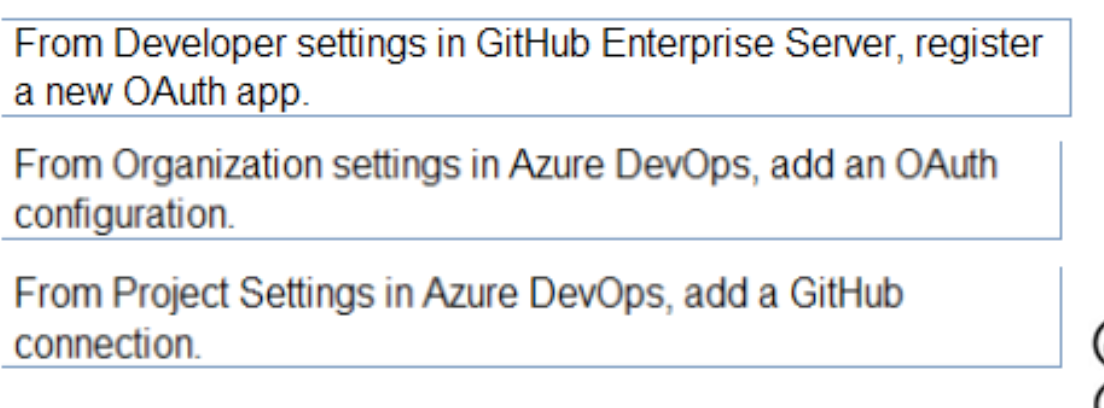 From Developer settings in GitHub Enterprise Server, register
a new OAuth app.
From Organization settings in Azure DevOps, add an OAuth
configuration.
From Project Settings in Azure DevOps, add a GitHub
connection.